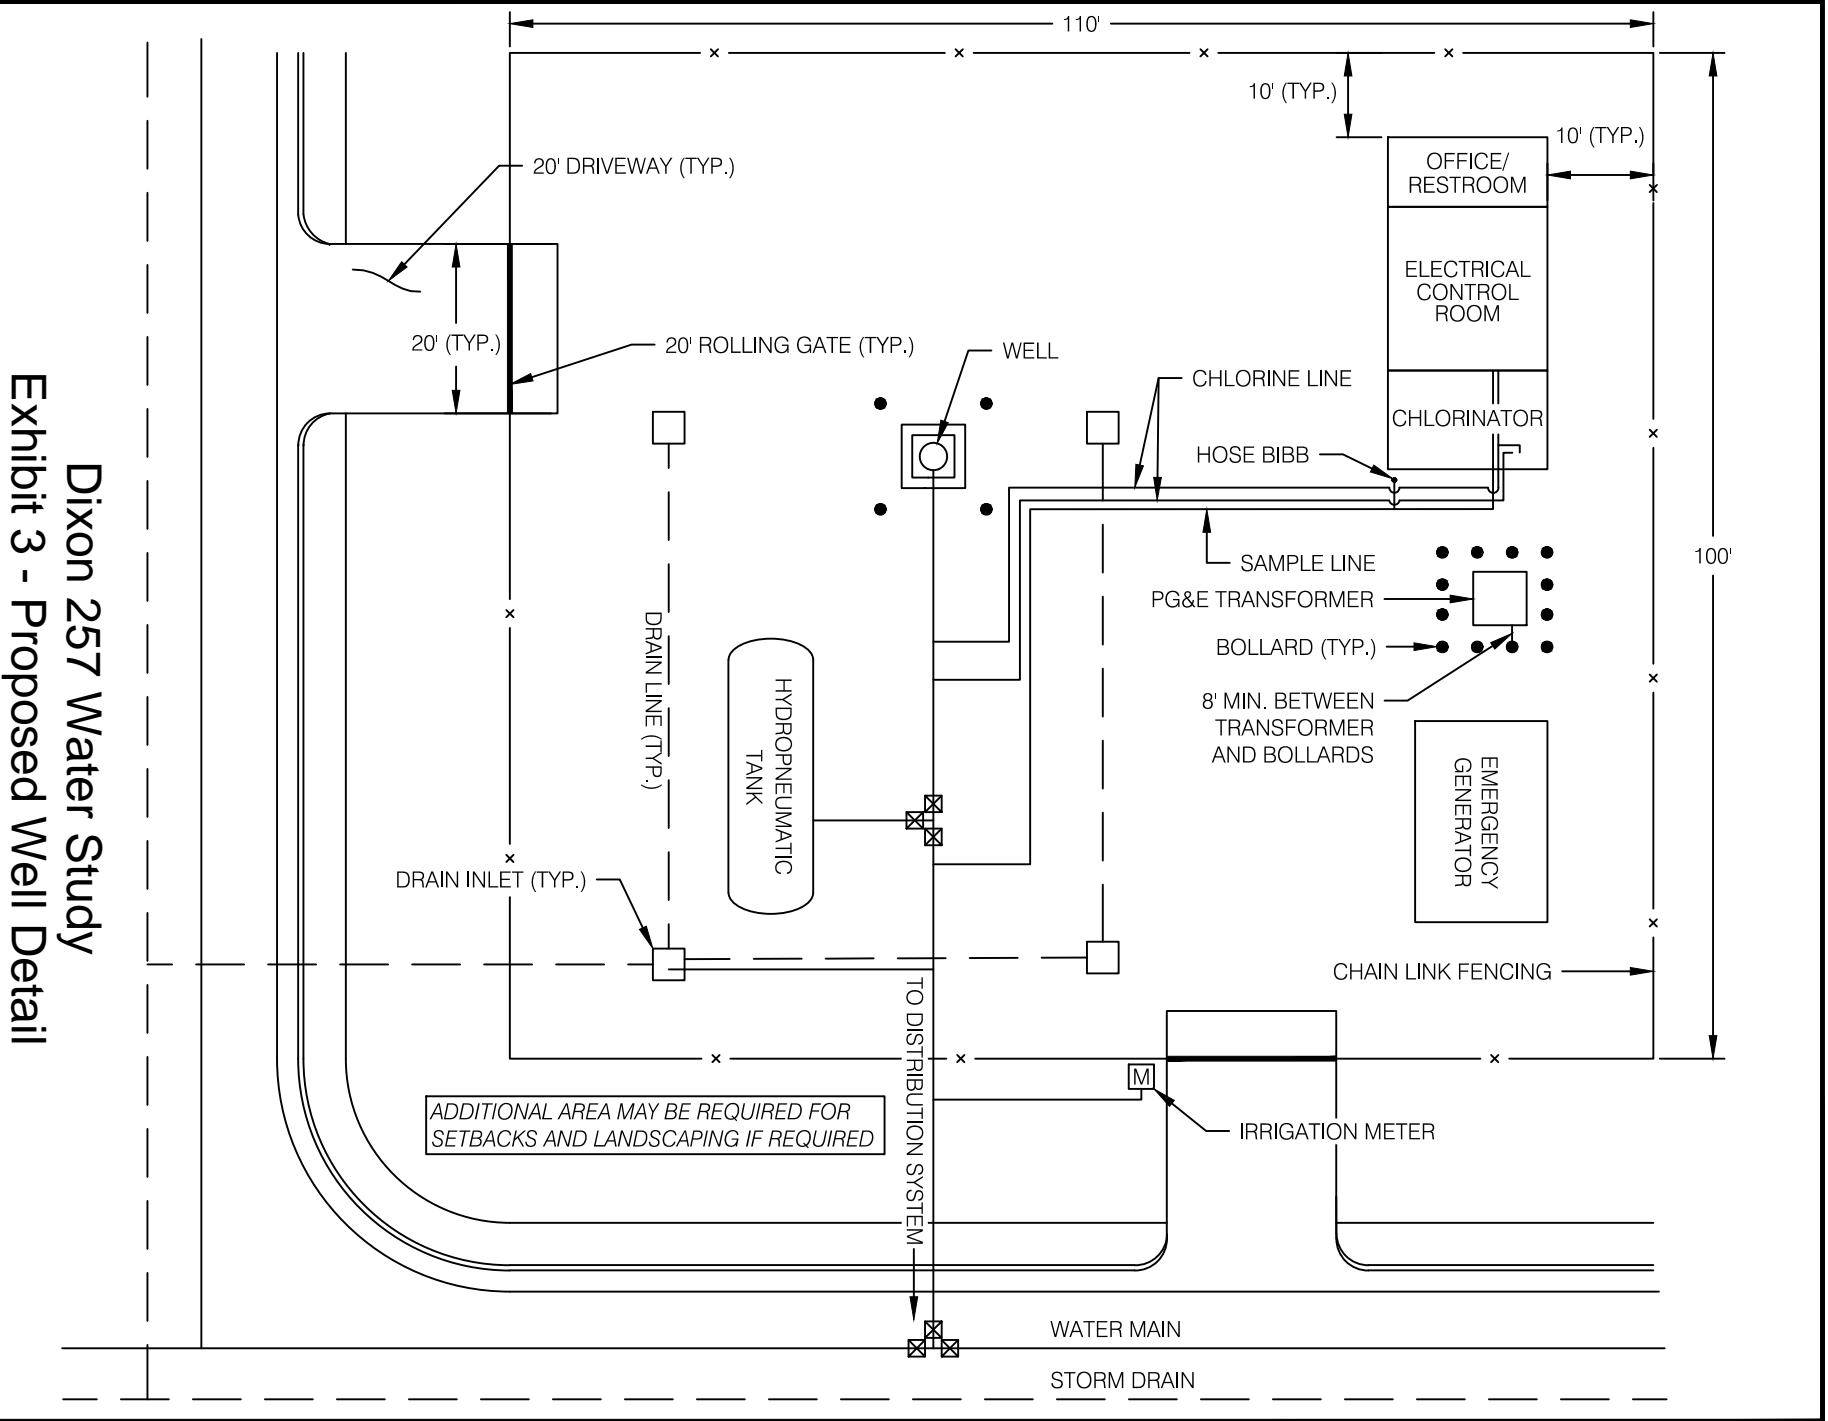 110'
10' (TYP.)
10' (TYP.)
OFFICE/
RESTROOM
20' DRIVEWAY (TYP.)
ELECTRICAL
CONTROL
ROOM
20' (TYP.)
20' ROLLING GATE (TYP.)
WELL
CHLORINE LINE
CHLORINATOR
HOSE BIBB
100'
SAMPLE LINE
PG&E TRANSFORMER
BOLLARD (TYP.)
8' MIN. BETWEEN
TRANSFORMER
AND BOLLARDS
DRAIN LINE (TYP.)
HYDROPNEUMATIC
TANK
EMERGENCY
GENERATOR
DRAIN INLET (TYP.)
CHAIN LINK FENCING
TO DISTRIBUTION SYSTEM
M
ADDITIONAL AREA MAY BE REQUIRED FOR
SETBACKS AND LANDSCAPING IF REQUIRED
IRRIGATION METER
WATER MAIN
STORM DRAIN
Dixon 257 Water Study
Exhibit 3 - Proposed Well Detail